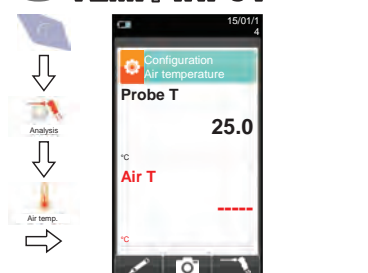 15/01/1
4
Configuration
Air temperature
Probe T
25.0
°C
Air T
-----
°C
Analysis
Air temp.